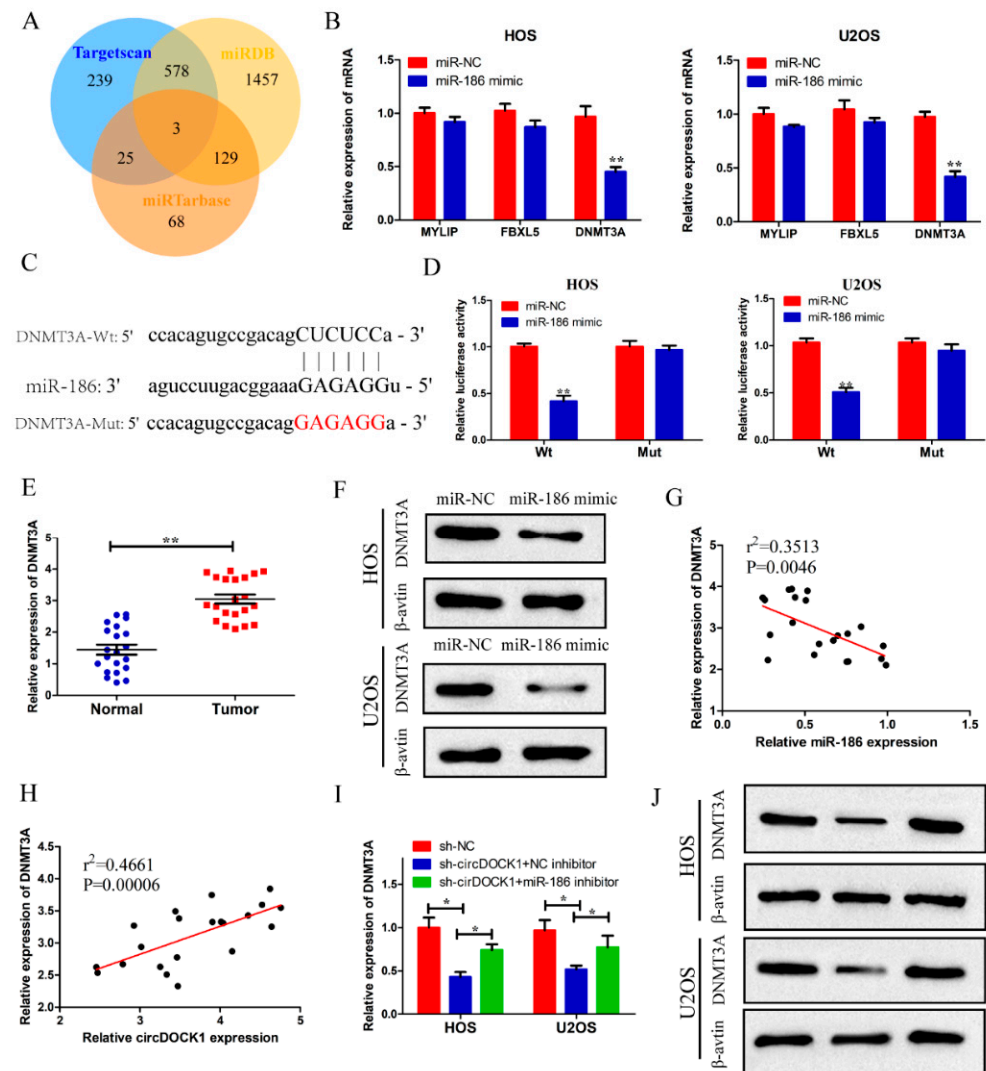 A
Targetscan
miRDB
239
578
1457
3
25
129
miRTarbase
68
B
HOS
miR-NC
miR-186 mimic
Relative expression of mRNA
1.5
1.0
0.5
0.0
MYLIP FBXL5 DNMT3A
**
U2OS
miR-NC
miR-186 mimic
Relative expression of mRNA
1.5
1.0
0.5
0.0
MYLIP FBXL5 DNMT3A
**
C
DNMT3A-Wt: 5' ccacagugccgacagCUCUCCa - 3'
miR-186: 3' aguccuugacggaaaGAGAGGu - 5'
DNMT3A-Mut: 5' ccacagugccgacagGAGAGGa - 3'
D
HOS
miR-NC
miR-186 mimic
Relative luciferase activity
1.5
1.0
0.5
0.0
**
Wt Mut
U2OS
miR-NC
miR-186 mimic
Relative luciferase activity
1.5
1.0
0.5
0.0
**
Wt Mut
E
Relative expression of DNMT3A
5
4
3
2
1
0
**
Normal Tumor
F
miR-NC miR-186 mimic
HOS
DNMT3A
β-avtin
miR-NC miR-186 mimic
U2OS
DNMT3A
β-avtin
G
r²=0.3513
P=0.0046
Relative expression of DNMT3A
5
4
3
2
1
0.0 0.5 1.0 1.5
Relative miR-186 expression
H
r²=0.4661
P=0.00006
Relative expression of DNMT3A
4.5
4.0
3.5
3.0
2.5
2.0
2 3 4 5
Relative circDOCK1 expression
I
sh-NC
sh-circDOCK1+NC inhibitor
sh-cirDOCK1+miR-186 inhibitor
Relative expression of DNMT3A
1.5
1.0
0.5
0.0
* * * *
HOS U2OS
J
HOS
DNMT3A
β-avtin
U2OS
DNMT3A
β-avtin